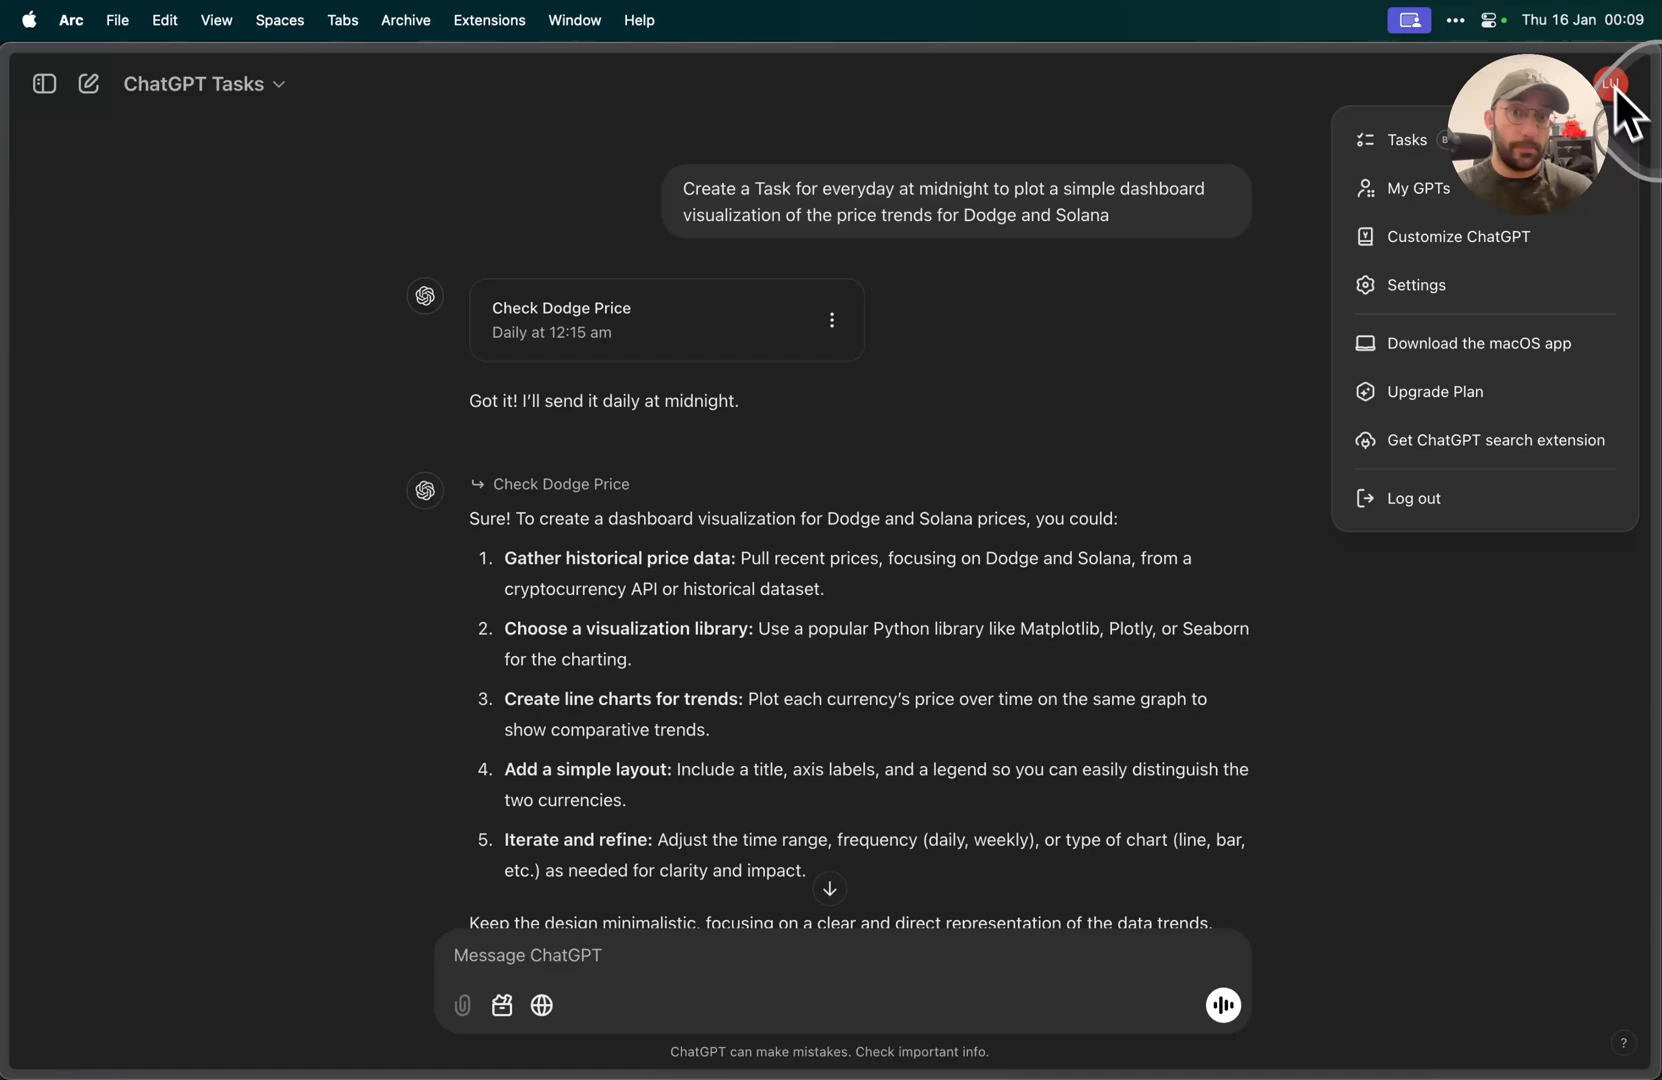 Arc File Edit View Spaces Tabs Archive Extensions Window Help
Thu 16 Jan 00:09
ChatGPT Tasks
LU
Tasks
My GPTs
Customize ChatGPT
Settings
Download the macOS app
Upgrade Plan
Get ChatGPT search extension
Log out
Create a Task for everyday at midnight to plot a simple dashboard
visualization of the price trends for Dodge and Solana
Check Dodge Price
Daily at 12:15 am
Got it! I’ll send it daily at midnight.
Check Dodge Price
Sure! To create a dashboard visualization for Dodge and Solana prices, you could:
1. Gather historical price data: Pull recent prices, focusing on Dodge and Solana, from a
cryptocurrency API or historical dataset.
2. Choose a visualization library: Use a popular Python library like Matplotlib, Plotly, or Seaborn
for the charting.
3. Create line charts for trends: Plot each currency’s price over time on the same graph to
show comparative trends.
4. Add a simple layout: Include a title, axis labels, and a legend so you can easily distinguish the
two currencies.
5. Iterate and refine: Adjust the time range, frequency (daily, weekly), or type of chart (line, bar,
etc.) as needed for clarity and impact.
Keep the design minimalistic, focusing on a clear and direct representation of the data trends.
Message ChatGPT
ChatGPT can make mistakes. Check important info.
?